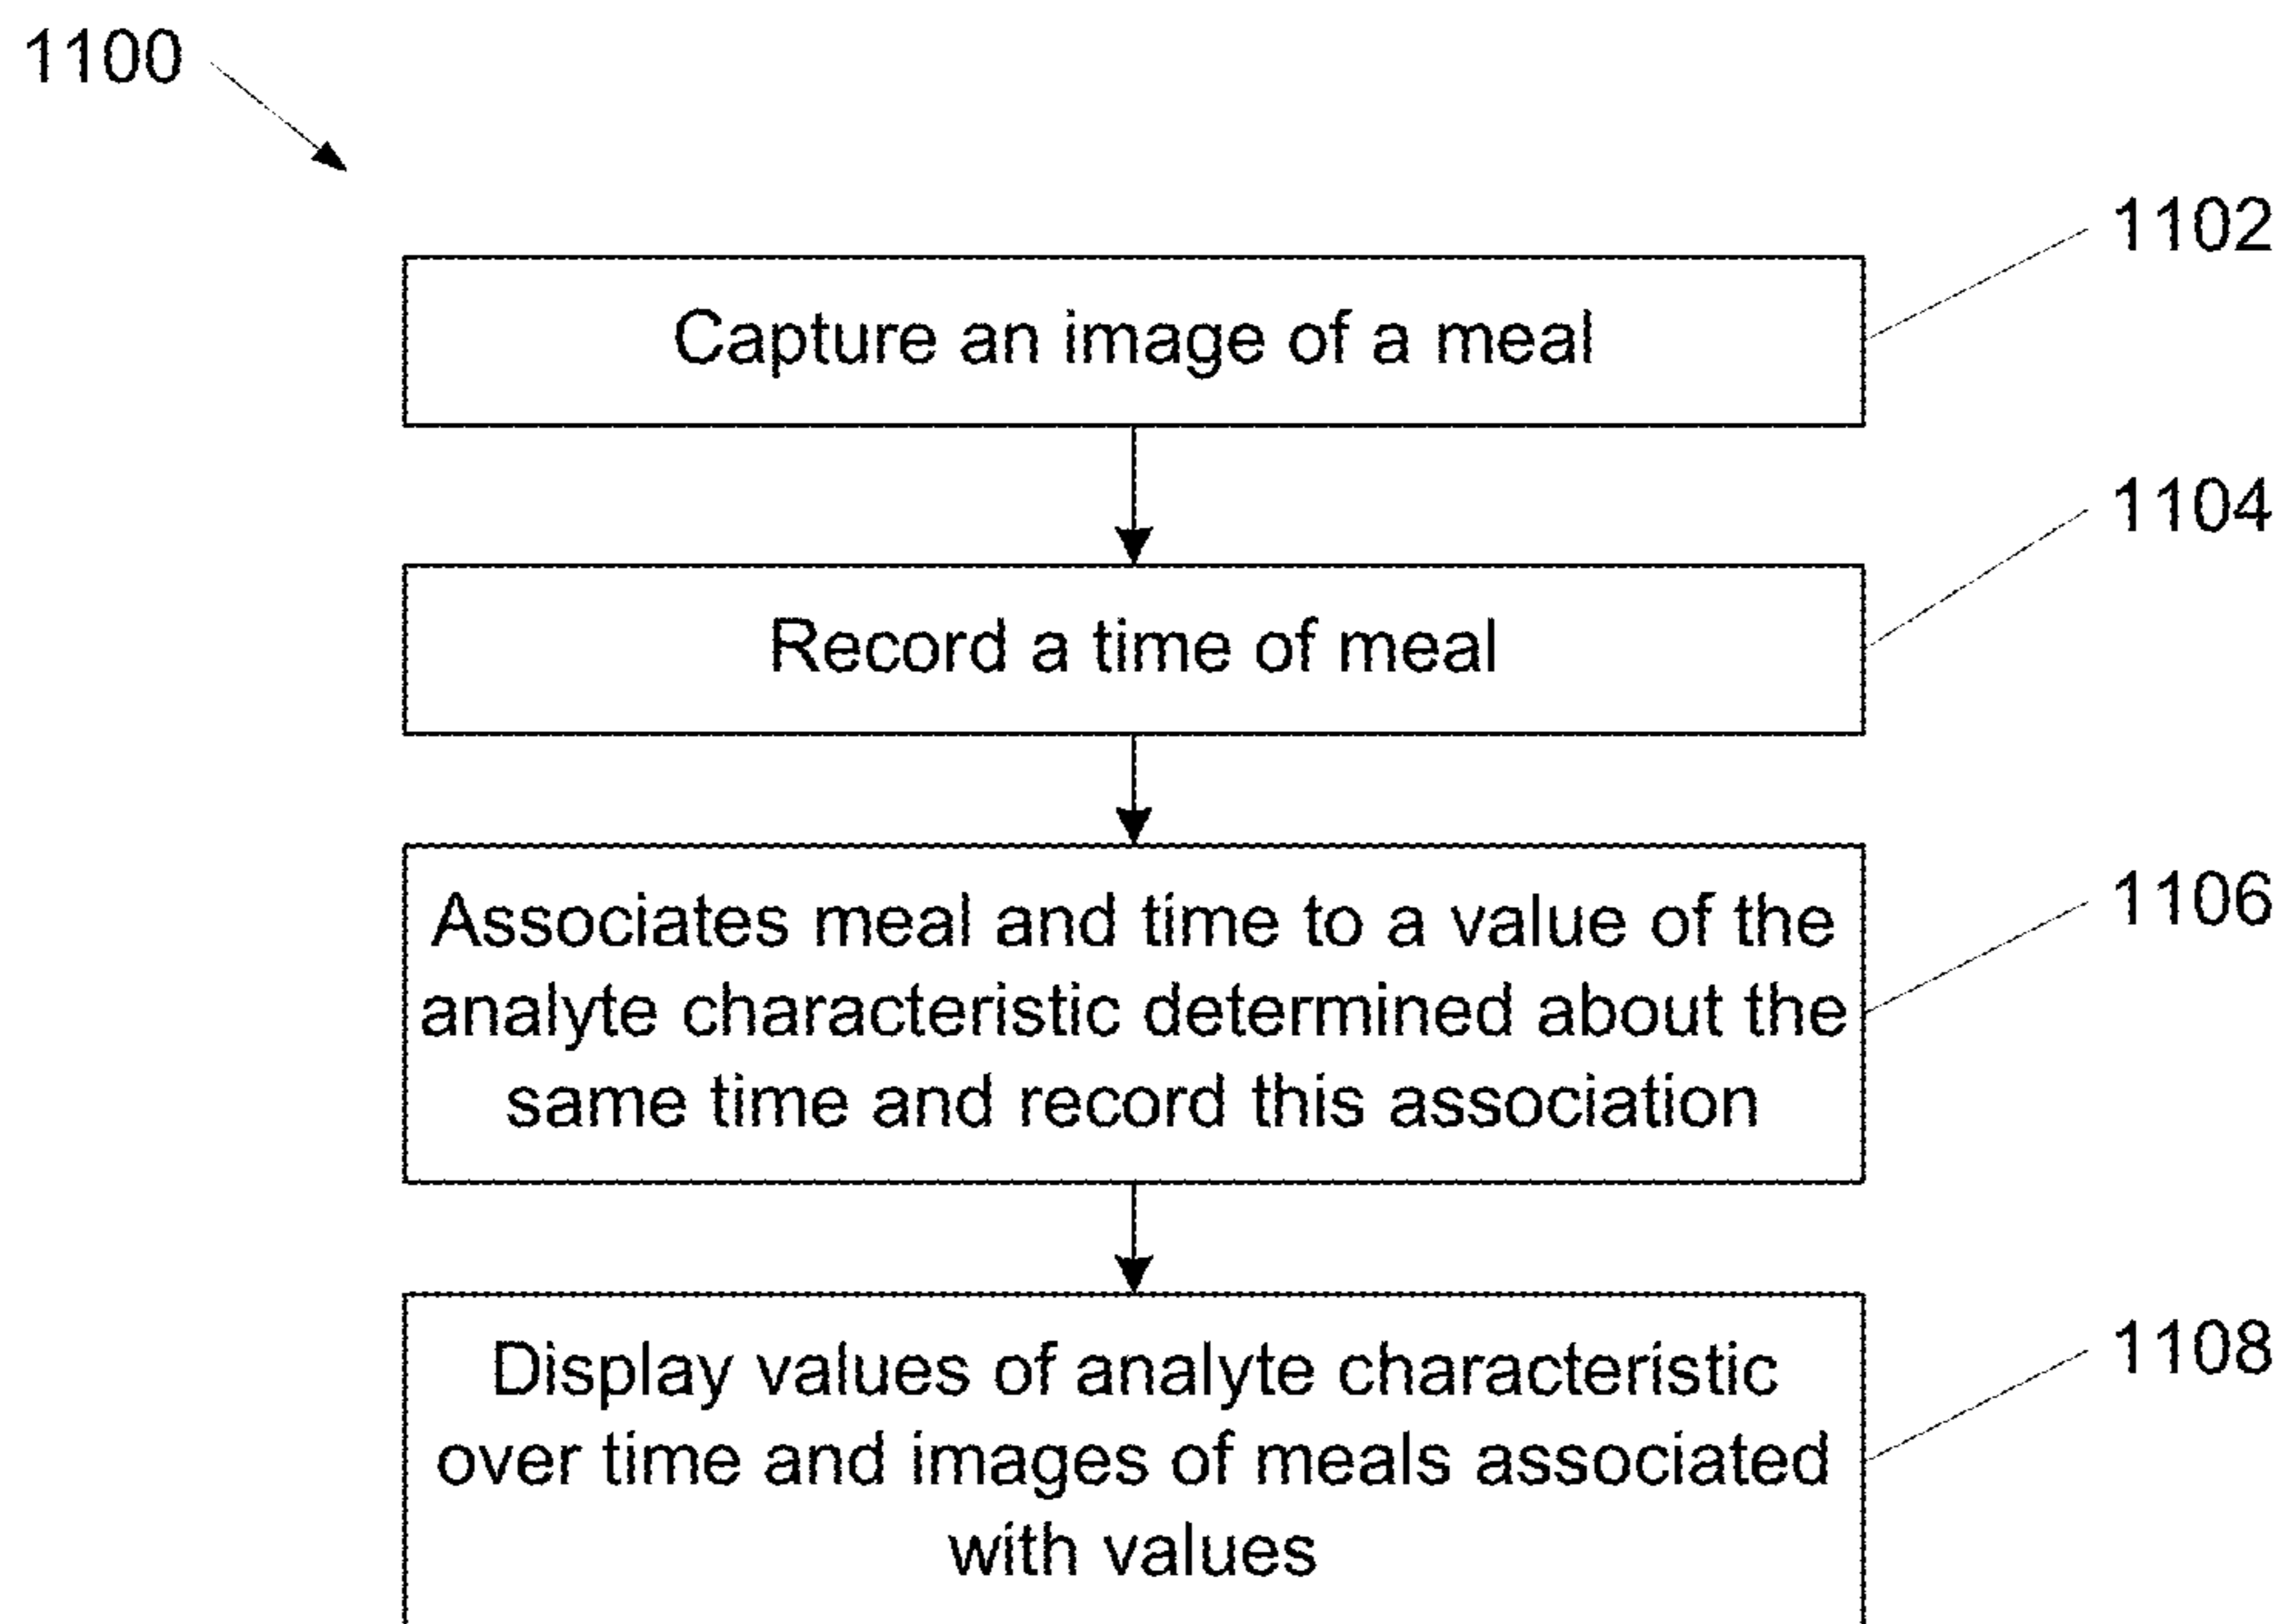 1100
1102
Capture an image of a meal
1104
Record a time of meal
1106
Associates meal and time to a value of the
analyte characteristic determined about the
same time and record this association
1108
Display values of analyte characteristic
over time and images of meals associated
with values